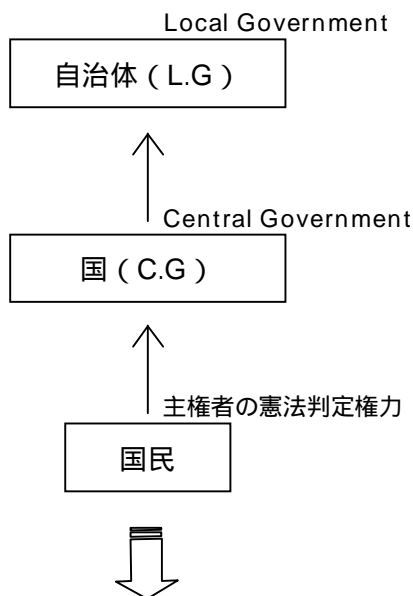 Local Government
自治体（L.G）
Central Government
国（C.G）
主権者の憲法判定権力
国民